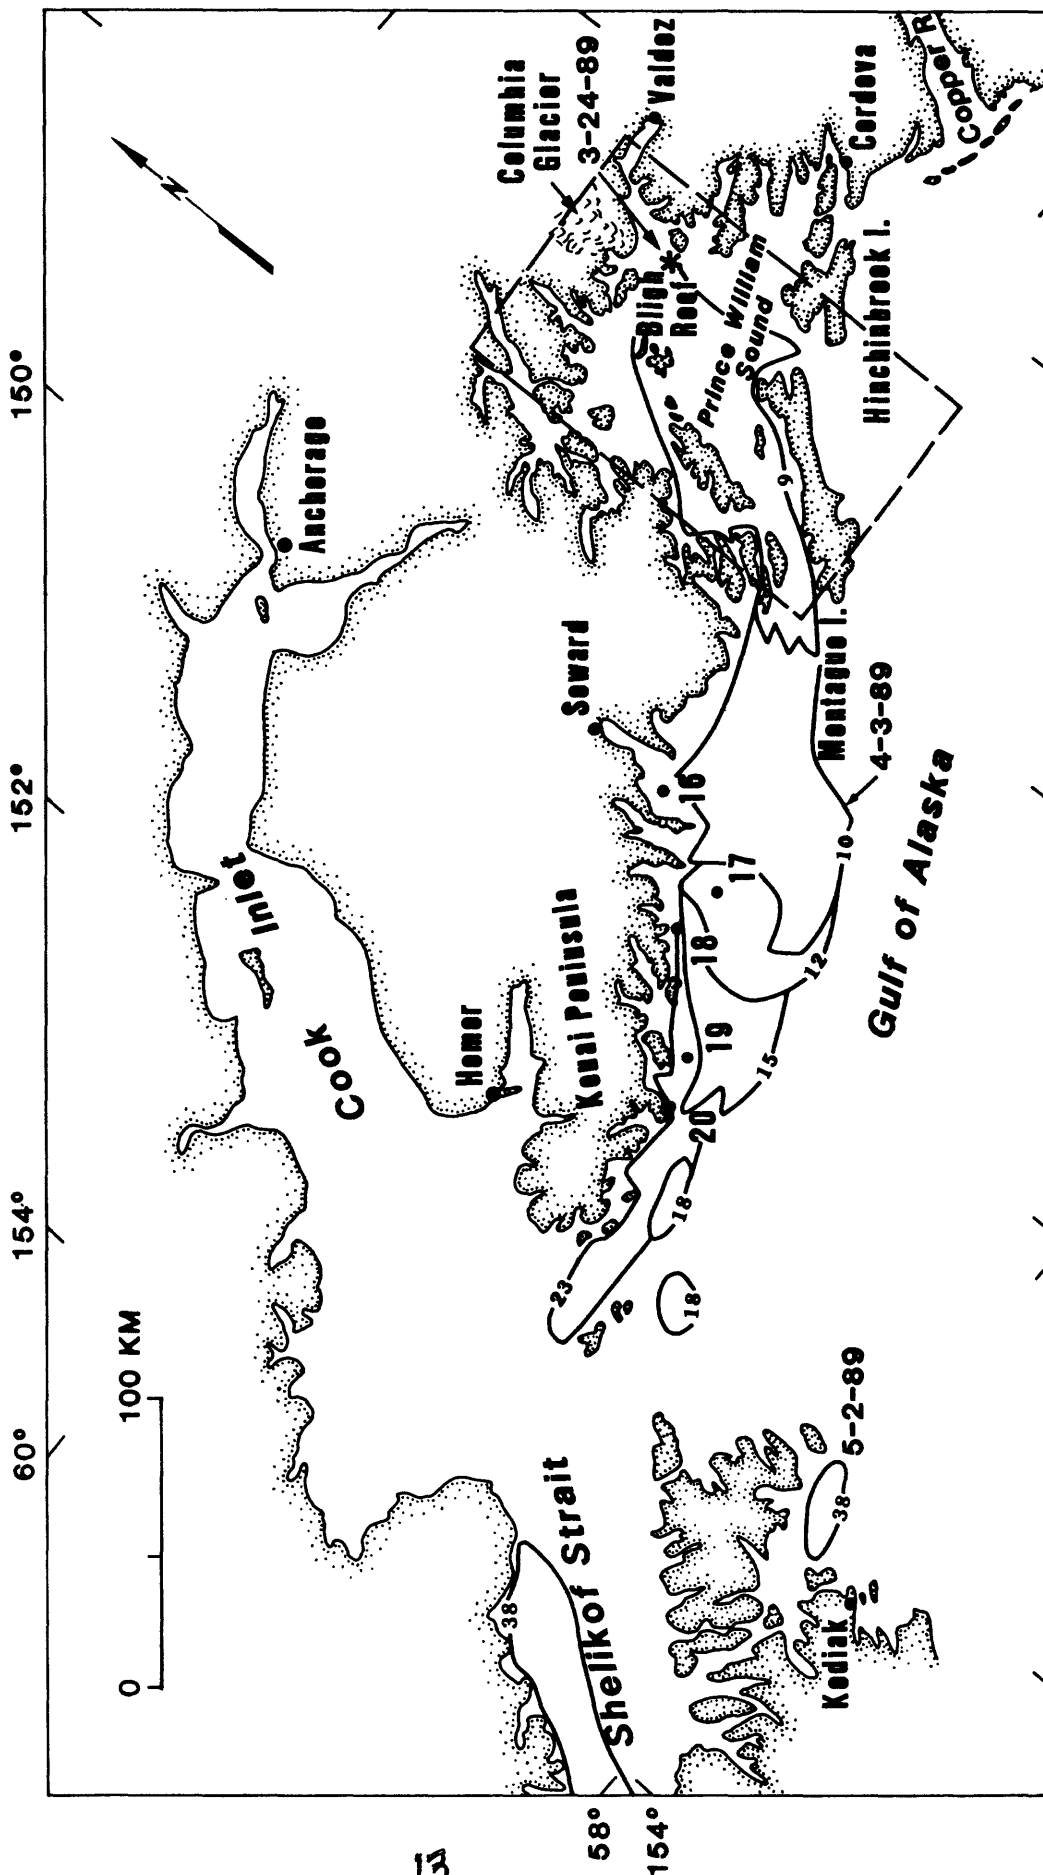 60°
154°
152°
150°
0
100 KM
N
Anchorage
Cook
Inlet
Homer
Kenai Peninsula
Seward
Columbia
Glacier
3-24-89
Valdez
Bligh
Reef
Prince William
Sound
Cordova
Copper R
Hinchinbrook I.
Montague I.
4-3-89
Gulf of Alaska
9
10
12
15
16
17
18
19
20
18
18
23
38
Shelikof Strait
Kodiak
38
5-2-89
58°
154°